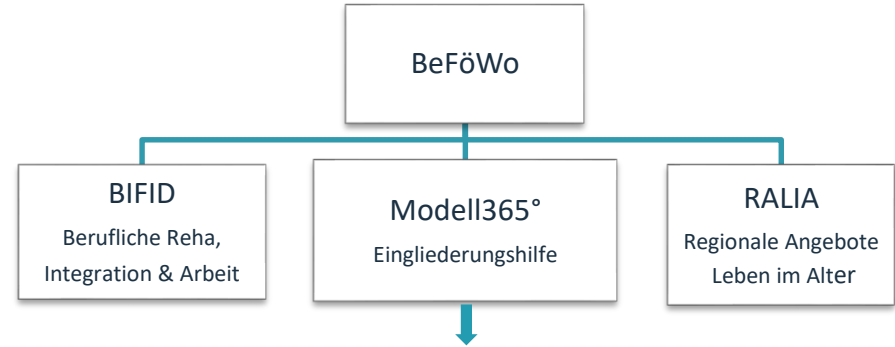 BeFöWo
BIFID
Berufliche Reha,
Integration & Arbeit
Modell365°
Eingliederungshilfe
RALIA
Regionale Angebote
Leben im Alter